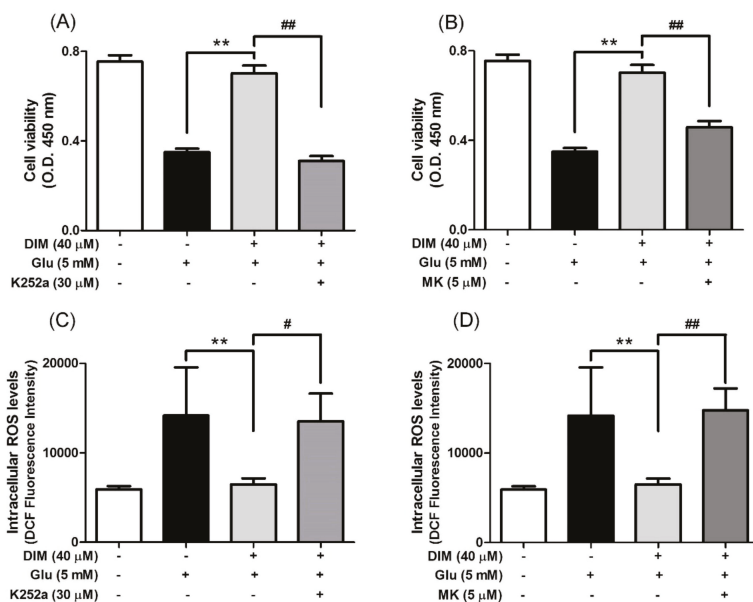 (A)
**
##
0.8
0.4
0.0
Cell viability
(O.D. 450 nm)
DIM (40 μM) - - + +
Glu (5 mM) - + + +
K252a (30 μM) - - - +
(B)
**
##
0.8
0.4
0.0
Cell viability
(O.D. 450 nm)
DIM (40 μM) - - + +
Glu (5 mM) - + + +
MK (5 μM) - - - +
(C)
**
#
20000
10000
0
Intracellular ROS levels
(DCF Fluorescence Intensity)
DIM (40 μM) - - + +
Glu (5 mM) - + + +
K252a (30 μM) - - - +
(D)
**
##
20000
10000
0
Intracellular ROS levels
(DCF Fluorescence Intensity)
DIM (40 μM) - - + +
Glu (5 mM) - + + +
MK (5 μM) - - - +